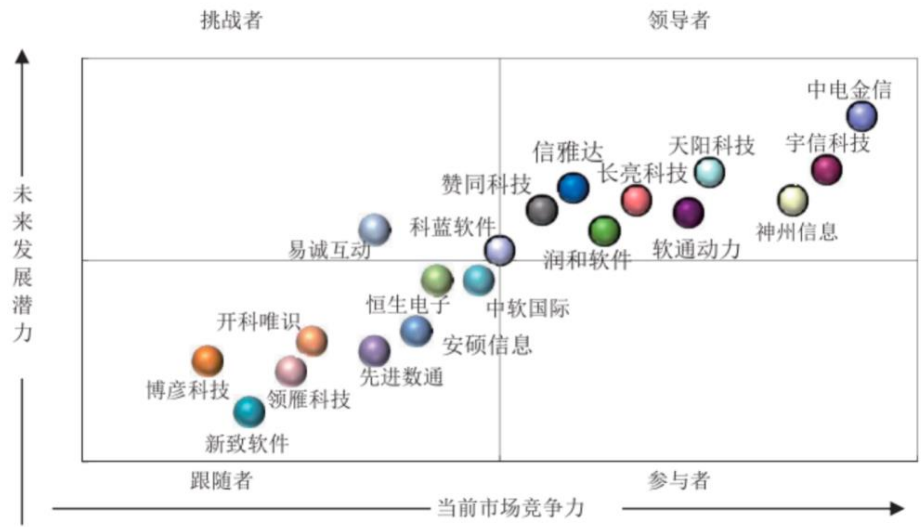 挑战者
领导者
中电金信
天阳科技
宇信科技
信雅达
长亮科技
赞同科技
科蓝软件
易诚互动
润和软件
软通动力
神州信息
未来发展潜力
恒生电子
中软国际
开科唯识
安硕信息
先进数通
博彦科技
领雁科技
新致软件
跟随者
参与者
当前市场竞争力